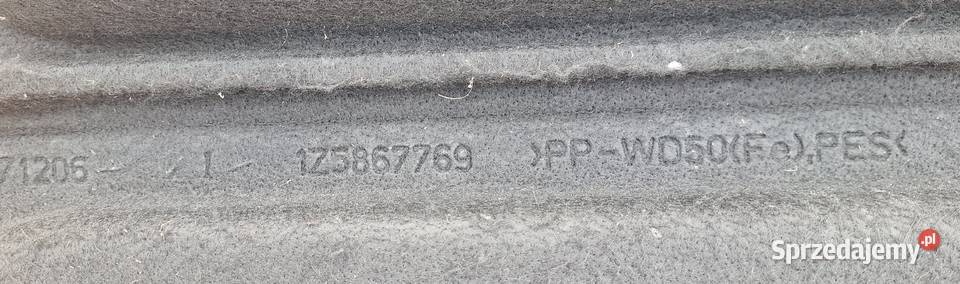 71206- 1 - 1Z5867769 >PP-WD50(Fe),PES<
Sprzedajemy.pl